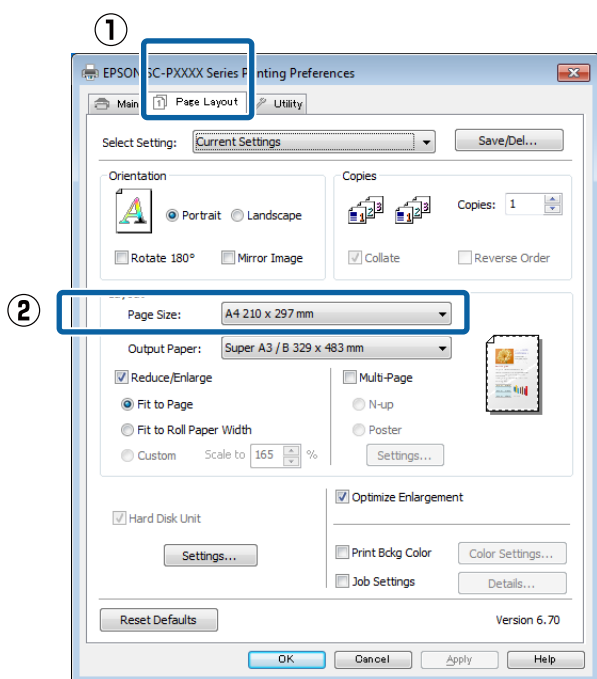 ①
EPSON SC-PXXXX Series Printing Preferences
Main Page Layout Utility
Select Setting: Current Settings Save/Del...
Orientation Copies
Portrait Landscape Copies: 1
Rotate 180° Mirror Image Collate Reverse Order
②
Page Size: A4 210 x 297 mm
Output Paper: Super A3 / B 329 x 483 mm
Reduce/Enlarge Multi-Page
Fit to Page N-up
Fit to Roll Paper Width Poster
Custom Scale to 165 % Settings...
Optimize Enlargement
Hard Disk Unit
Settings... Print Bckg Color Color Settings...
Job Settings Details...
Reset Defaults Version 6.70
OK Cancel Apply Help